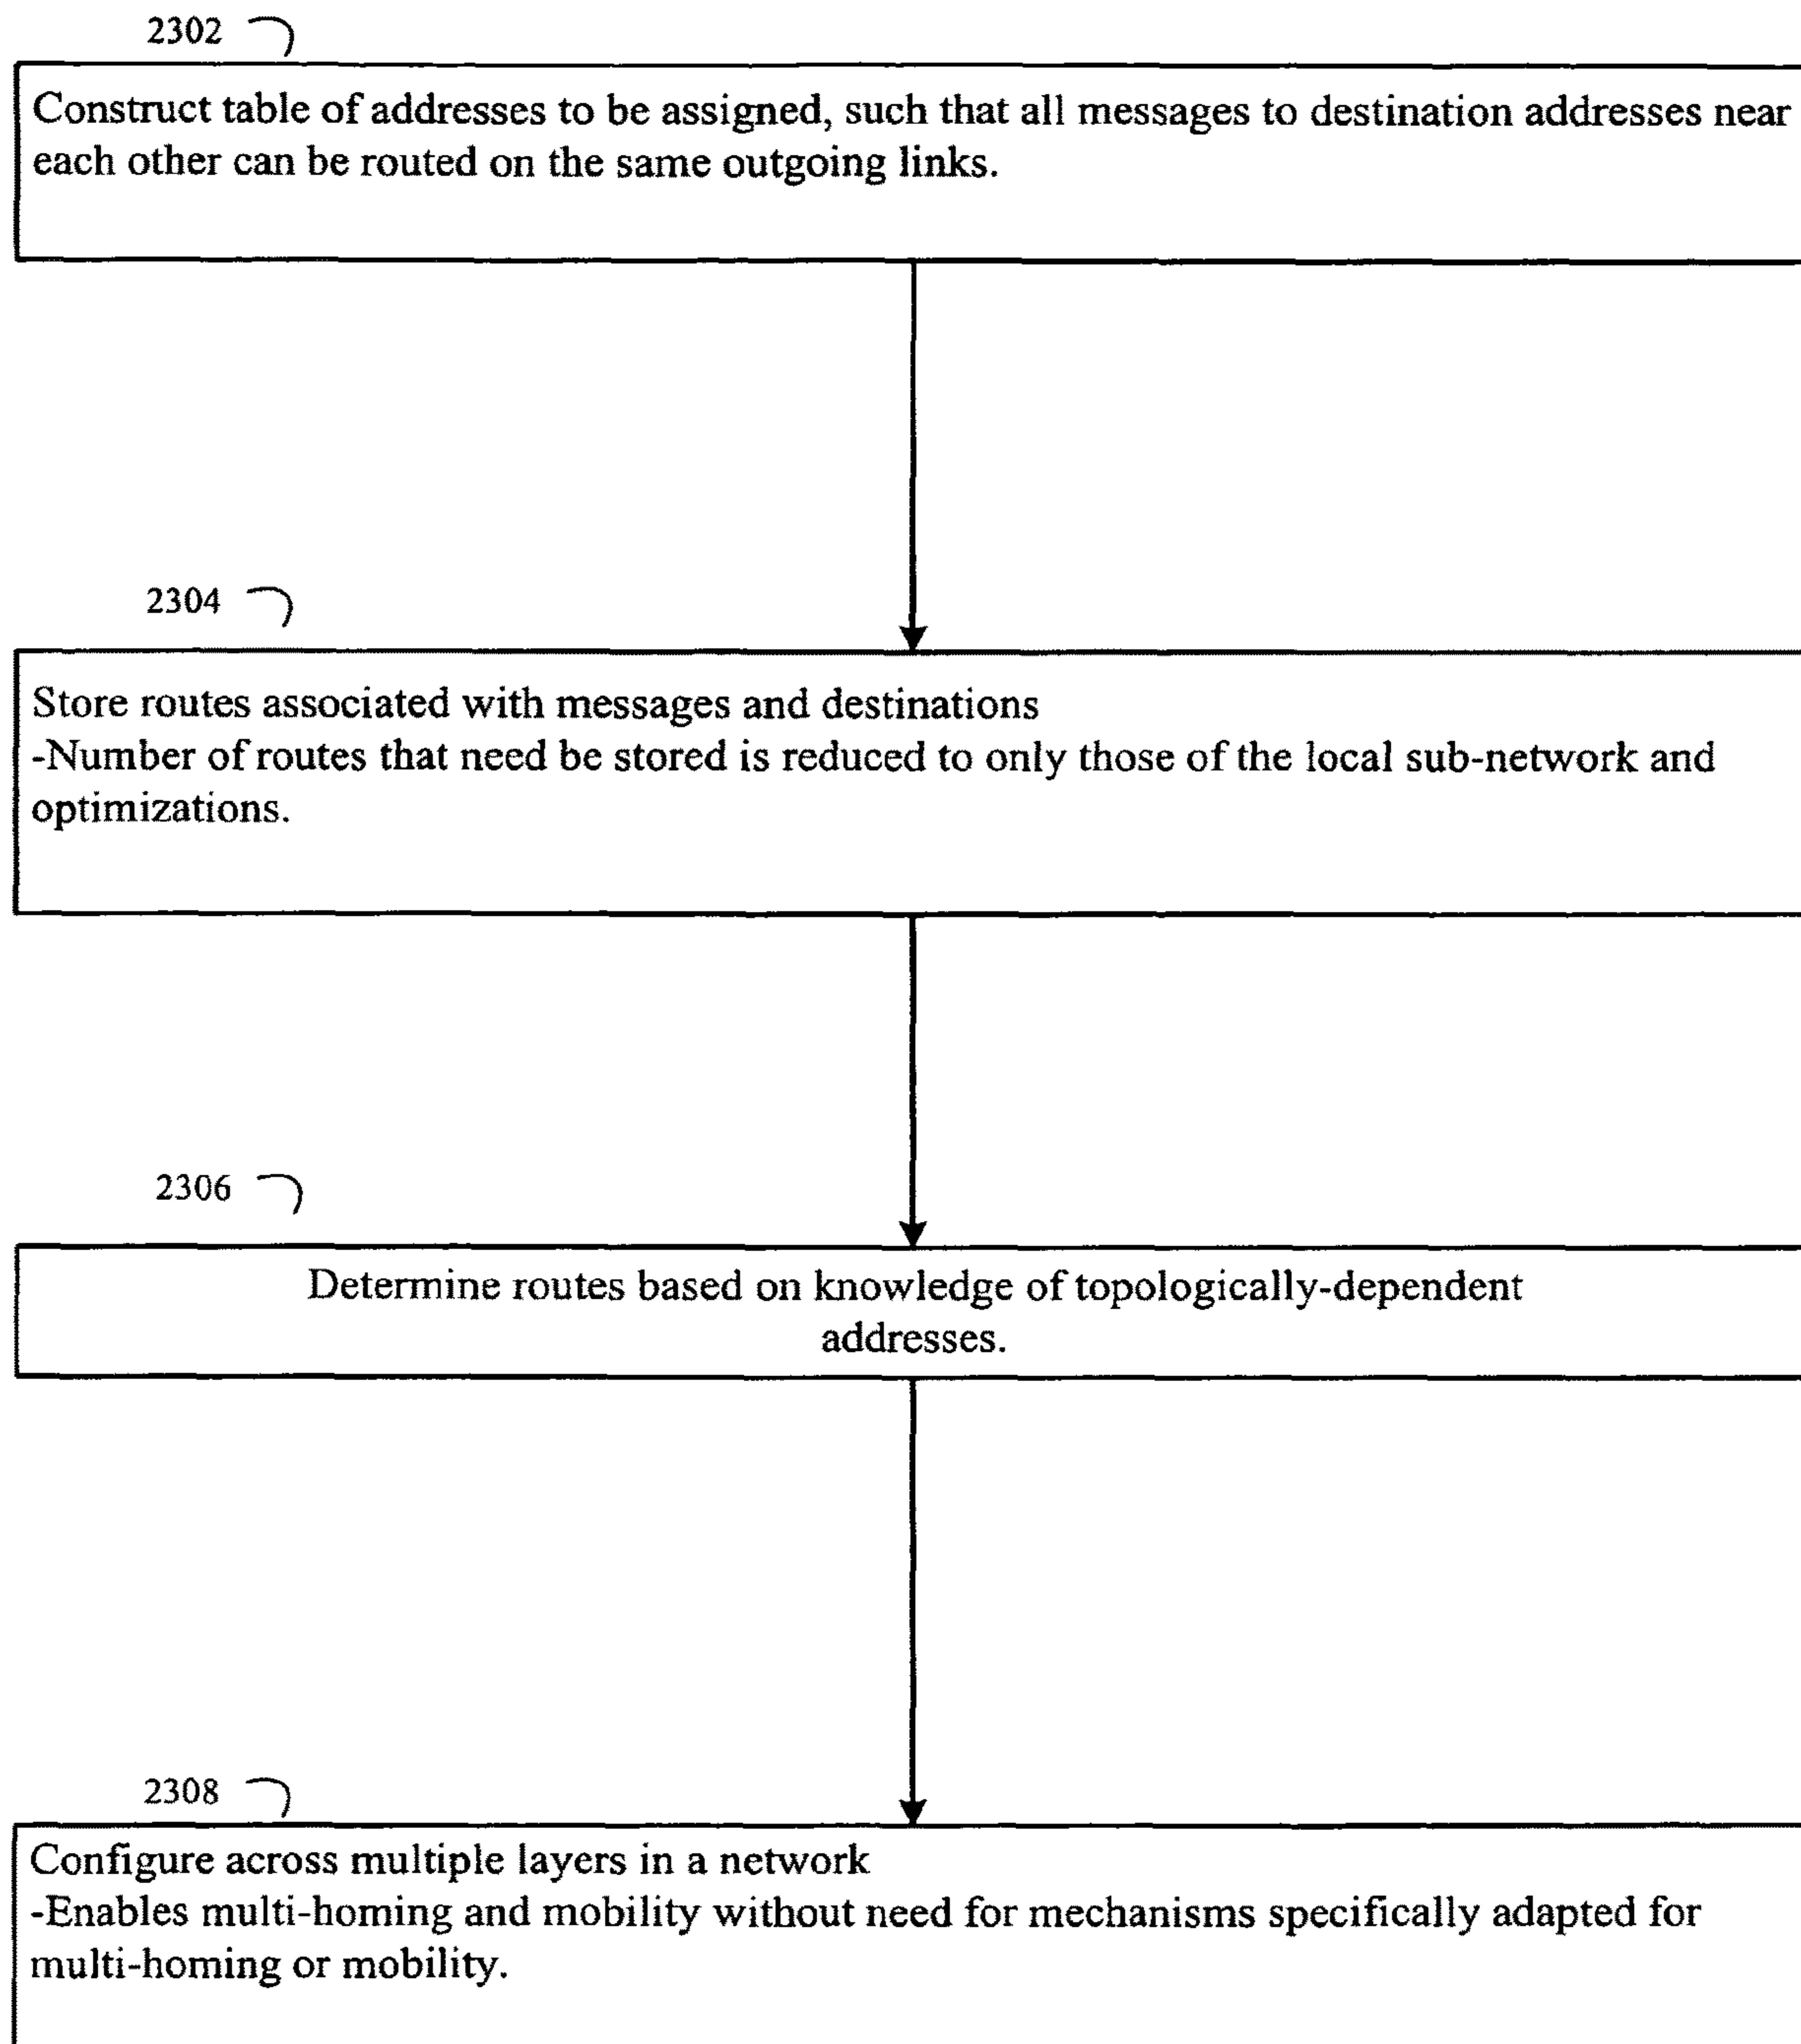 2302
Construct table of addresses to be assigned, such that all messages to destination addresses near
each other can be routed on the same outgoing links.
2304
Store routes associated with messages and destinations
-Number of routes that need be stored is reduced to only those of the local sub-network and
optimizations.
2306
Determine routes based on knowledge of topologically-dependent
addresses.
2308
Configure across multiple layers in a network
-Enables multi-homing and mobility without need for mechanisms specifically adapted for
multi-homing or mobility.